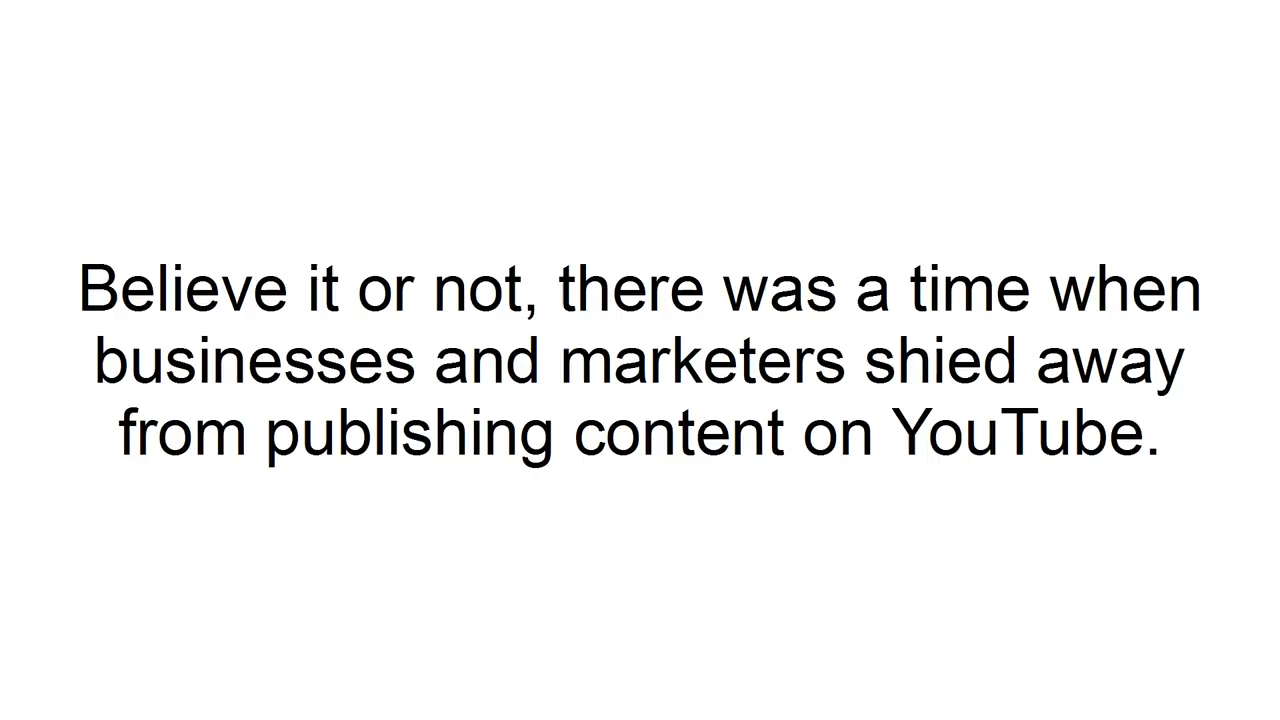 Believe it or not, there was a time when
businesses and marketers shied away
from publishing content on YouTube.